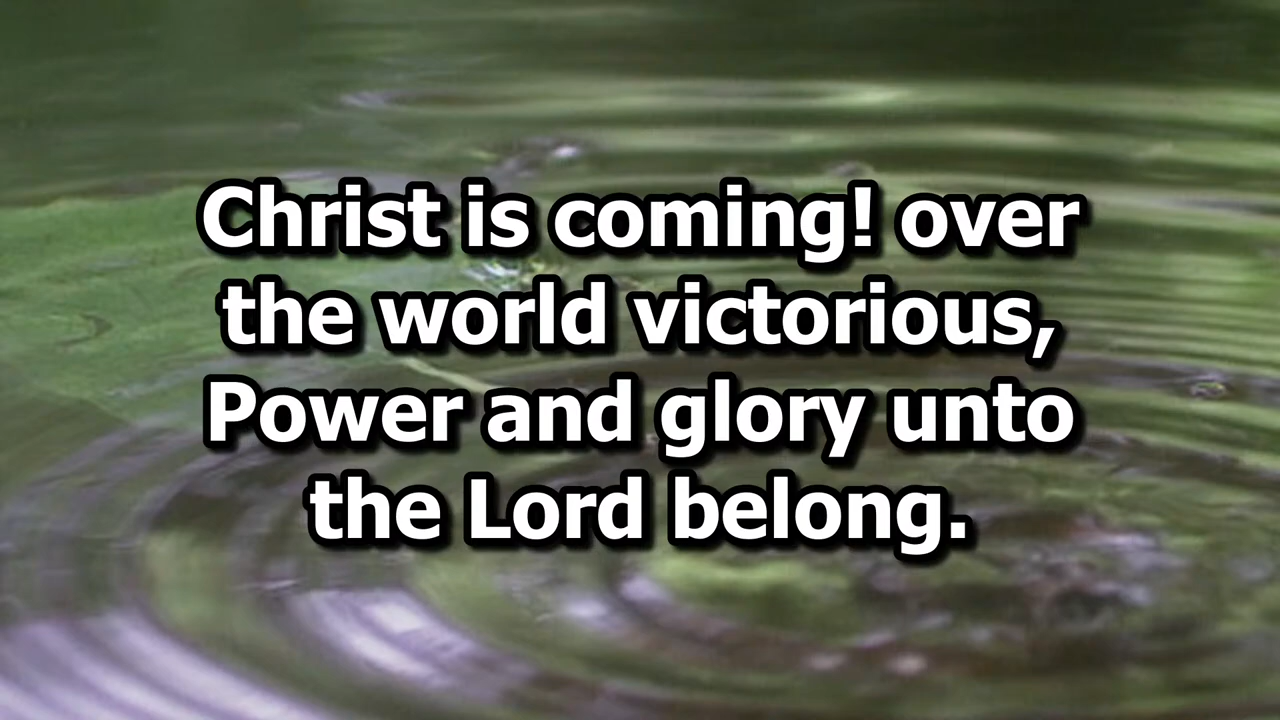 Christ is coming! over
the world victorious,
Power and glory unto
the Lord belong.